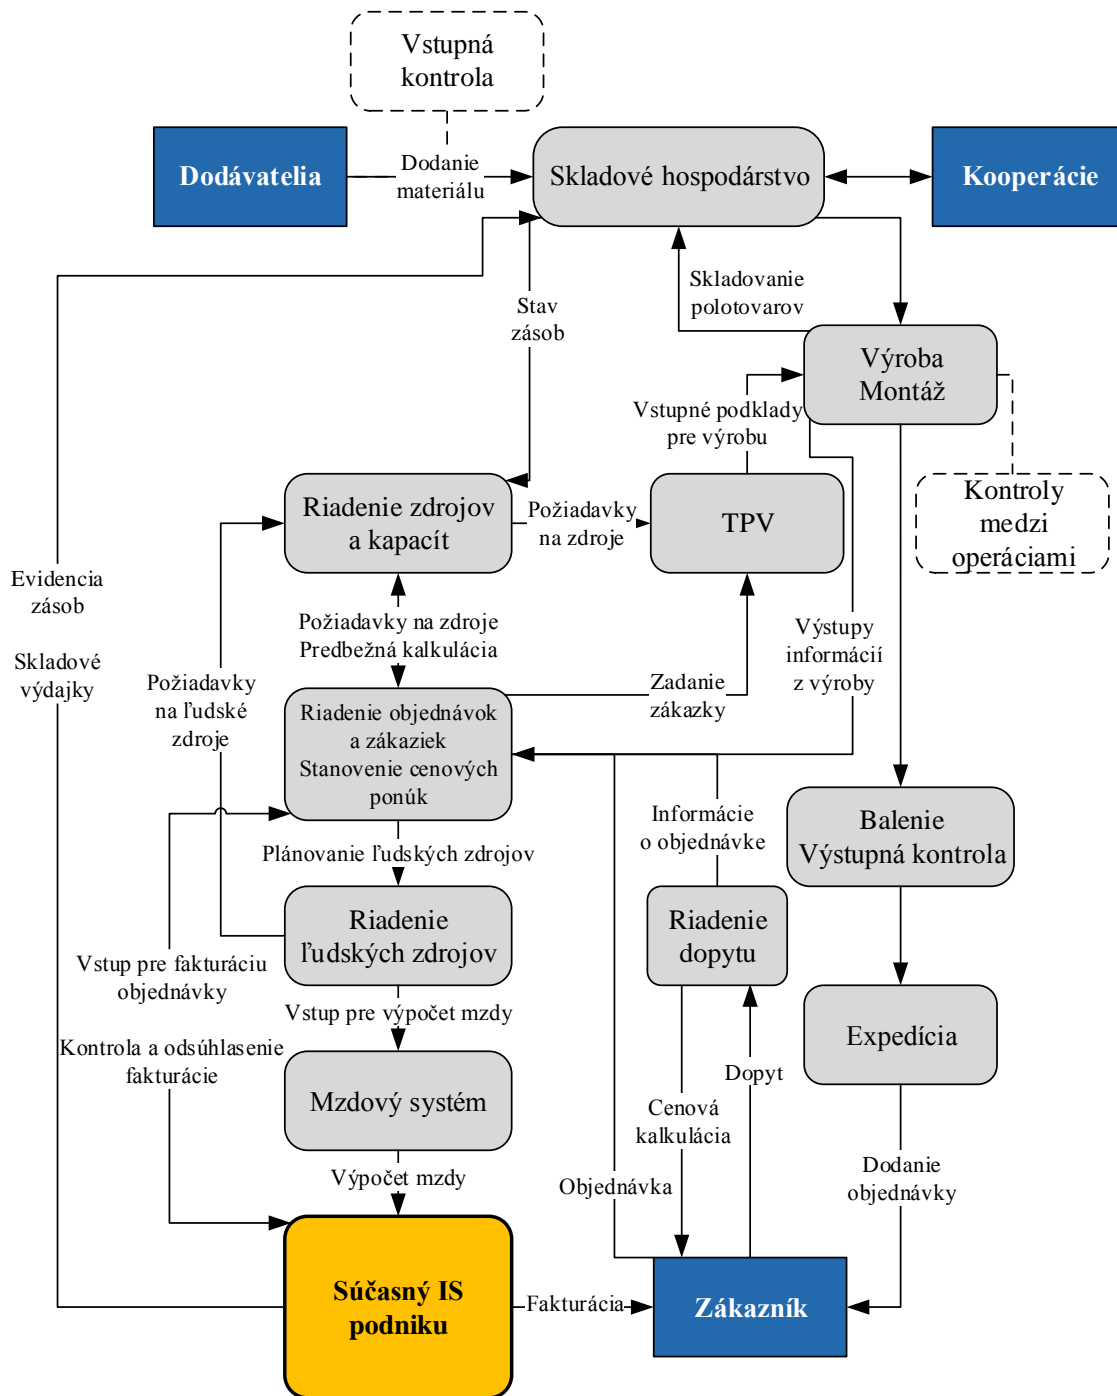 Vstupná
kontrola
Dodávatelia
Dodanie
materiálu
Skladové hospodárstvo
Kooperácie
Skladovanie
polotovarov
Stav
zásob
Výroba
Montáž
Vstupné podklady
pre výrobu
Riadenie zdrojov
a kapacít
Požiadavky
na zdroje
TPV
Kontroly
medzi
operáciami
Evidencia
zásob
Skladové
výdajky
Požiadavky
na ľudské
zdroje
Požiadavky na zdroje
Predbežná kalkulácia
Zadanie
zákazky
Výstupy
informácií
z výroby
Riadenie objednávok
a zákaziek
Stanovenie cenových
ponúk
Informácie
o objednávke
Balenie
Výstupná kontrola
Plánovanie ľudských zdrojov
Riadenie
ľudských zdrojov
Riadenie
dopytu
Vstup pre fakturáciu
objednávky
Vstup pre výpočet mzdy
Expedícia
Kontrola a odsúhlasenie
fakturácie
Mzdový systém
Dopyt
Cenová
kalkulácia
Výpočet mzdy
Objednávka
Dodanie
objednávky
Súčasný IS
podniku
Fakturácia
Zákazník